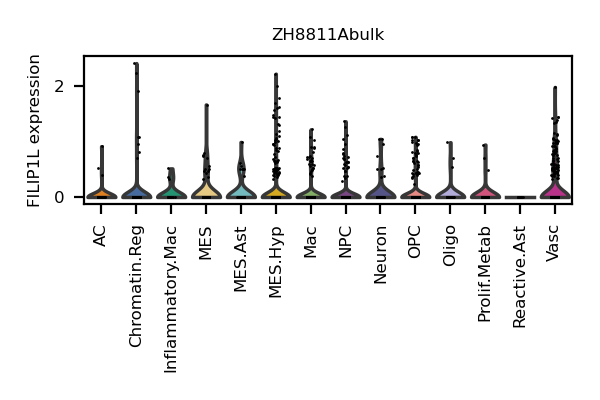 ZH8811Abulk
FILIP1L expression
2
0
AC
Chromatin.Reg
Inflammatory.Mac
MES
MES.Ast
MES.Hyp
Mac
NPC
Neuron
OPC
Oligo
Prolif.Metab
Reactive.Ast
Vasc